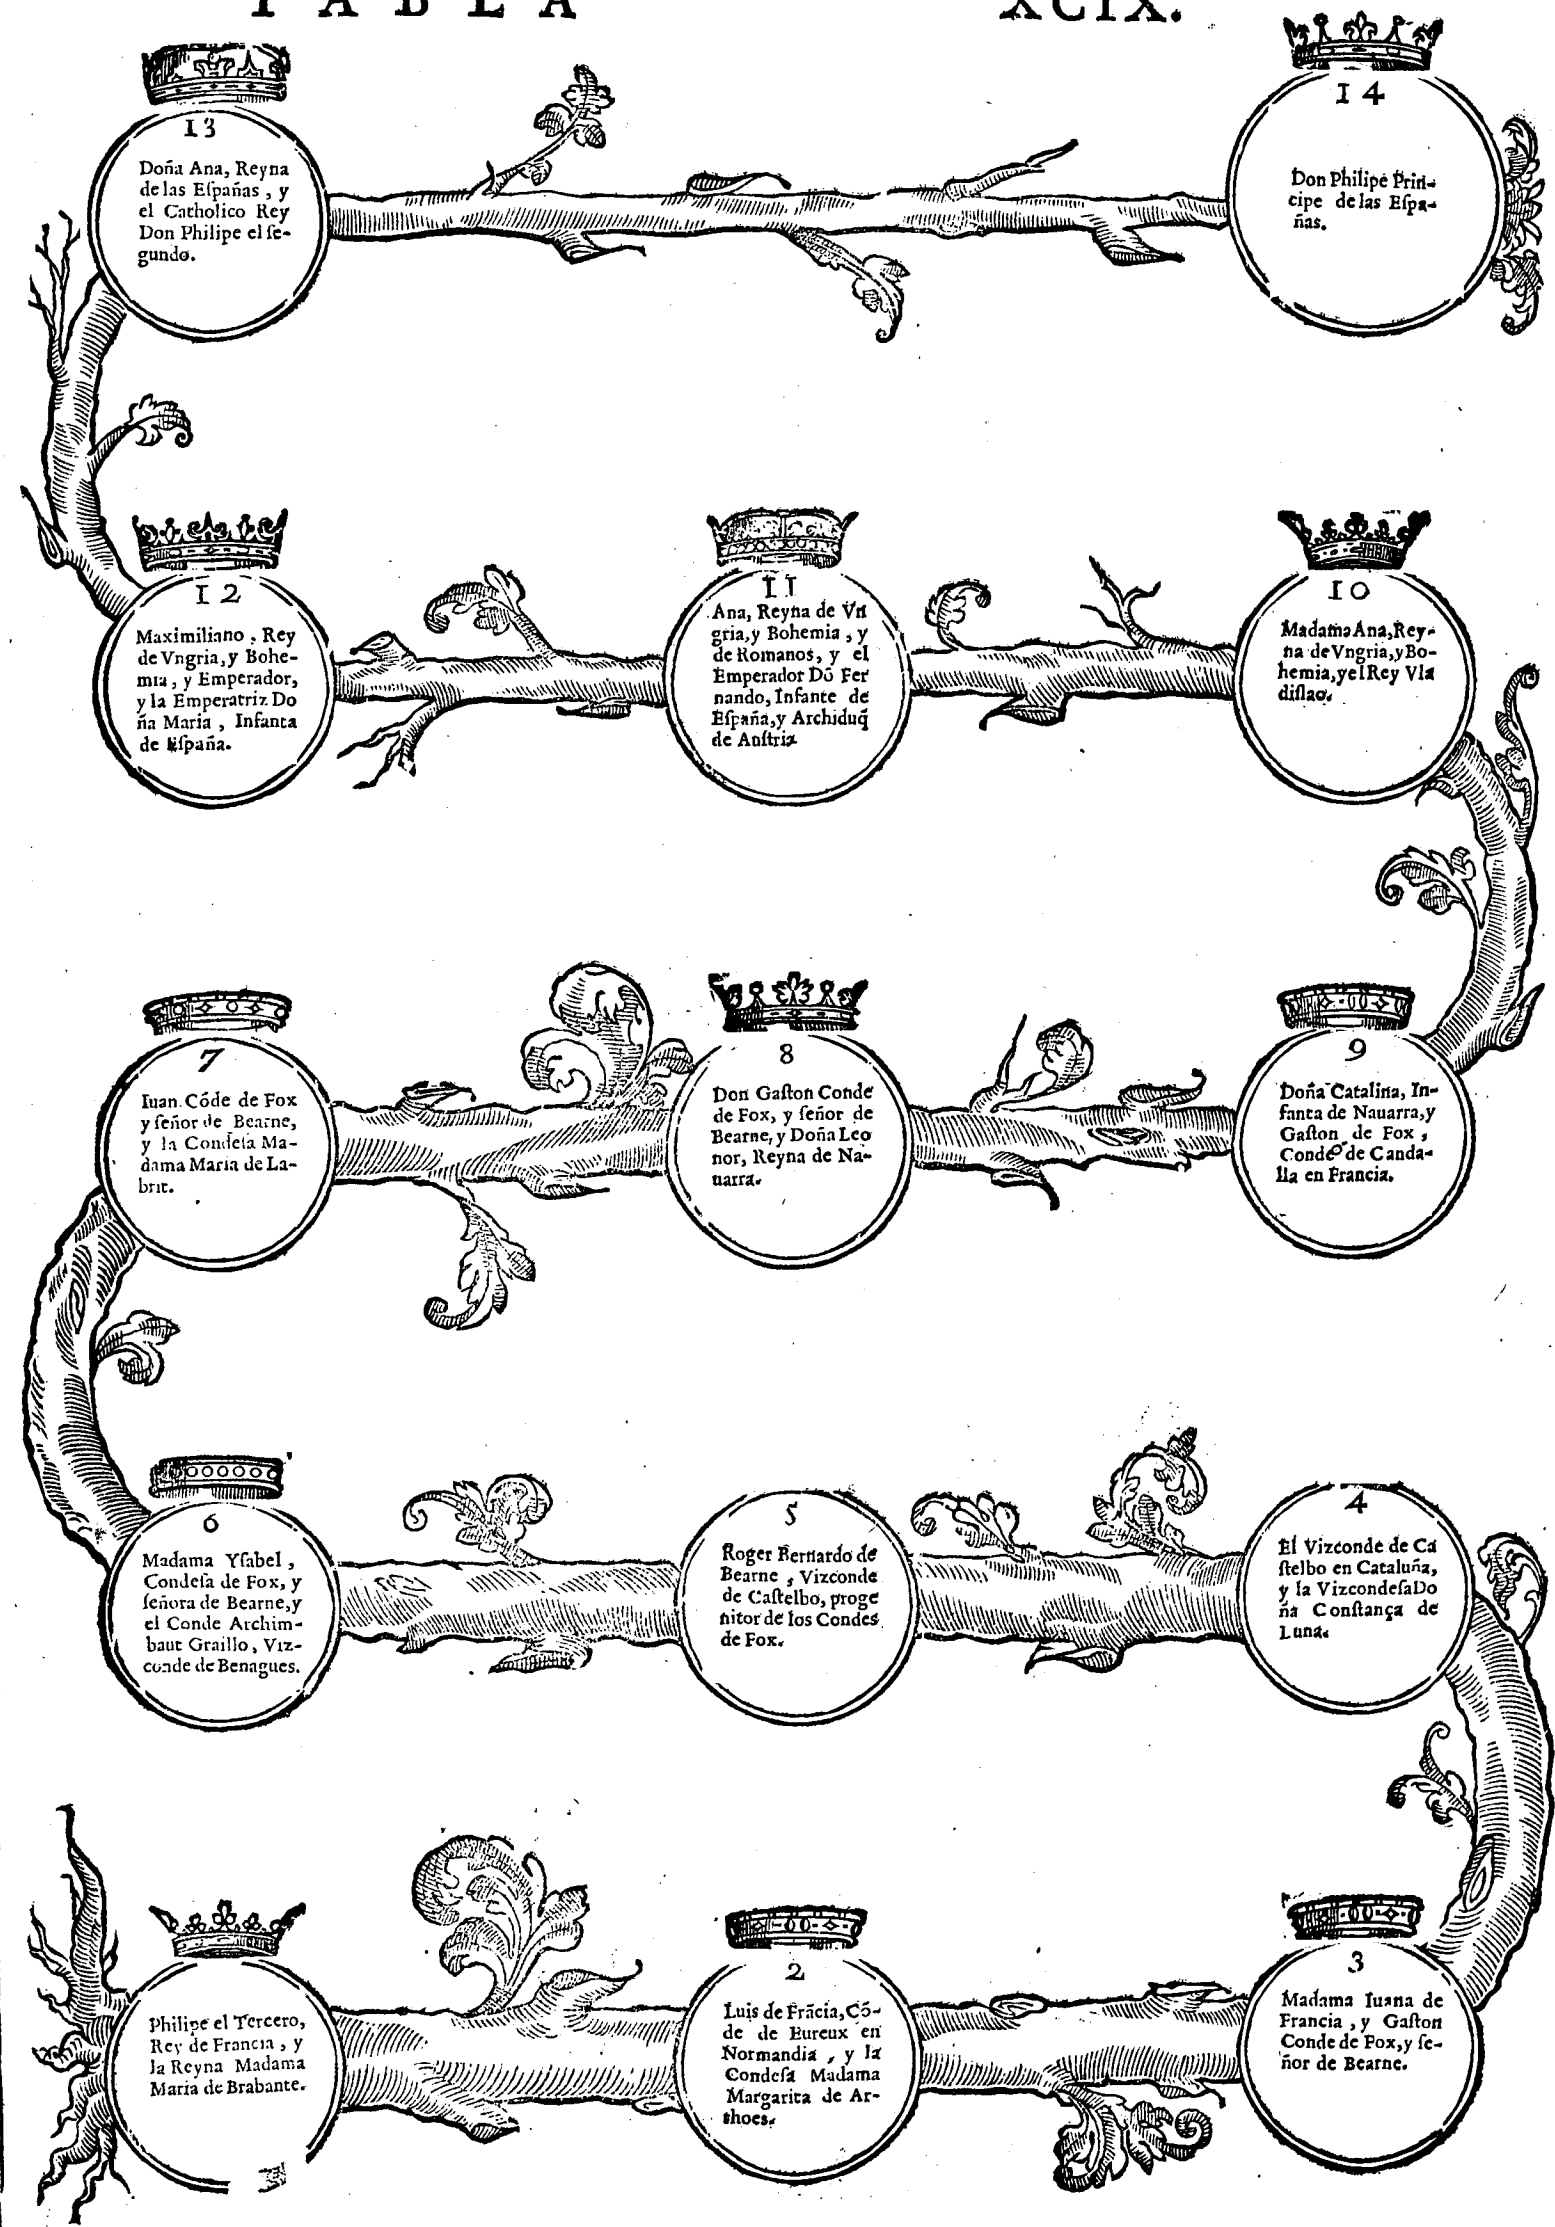 TABLA XCIX.
13
Doña Ana, Reyna
de las Eſpañas, y
el Catholico Rey
Don Philipe el ſe-
gundo.
14
Don Philipe Prin-
cipe de las Eſpa-
ñas.
12
Maximiliano, Rey
de Vngria, y Bohe-
mia, y Emperador,
y la Emperatriz Do
ña Maria, Infanta
de Eſpaña.
11
Ana, Reyna de Vn
gria, y Bohemia, y
de Romanos, y el
Emperador Dõ Fer
nando, Infante de
Eſpaña, y Archiduq̃
de Auſtria
10
Madama Ana, Rey-
na de Vngria, y Bo-
hemia, y el Rey Vla
diſlao.
7
Iuan Cõde de Fox
y ſeñor de Bearne,
y la Condeſa Ma-
dama Maria de La-
brit.
8
Don Gaſton Conde
de Fox, y ſeñor de
Bearne, y Doña Leo
nor, Reyna de Na-
uarra.
9
Doña Catalina, In-
fanta de Nauarra, y
Gaſton de Fox,
Conde de Canda-
lla en Francia.
6
Madama Yſabel,
Condeſa de Fox, y
ſeñora de Bearne, y
el Conde Archim-
baut Graillo, Viz-
conde de Benagues.
5
Roger Bernardo de
Bearne, Vizconde
de Caſtelbo, proge
nitor de los Condes
de Fox.
4
El Vizconde de Ca
ſtelbo en Cataluña,
y la Vizcondeſa Do
ña Conſtança de
Luna.
Philipe el Tercero,
Rey de Francia, y
la Reyna Madama
Maria de Brabante.
2
Luis de Frãcia, Cõ-
de de Eureux en
Normandia, y la
Condeſa Madama
Margarita de Ar-
thoes.
3
Madama Iuana de
Francia, y Gaſton
Conde de Fox, y ſe-
ñor de Bearne.